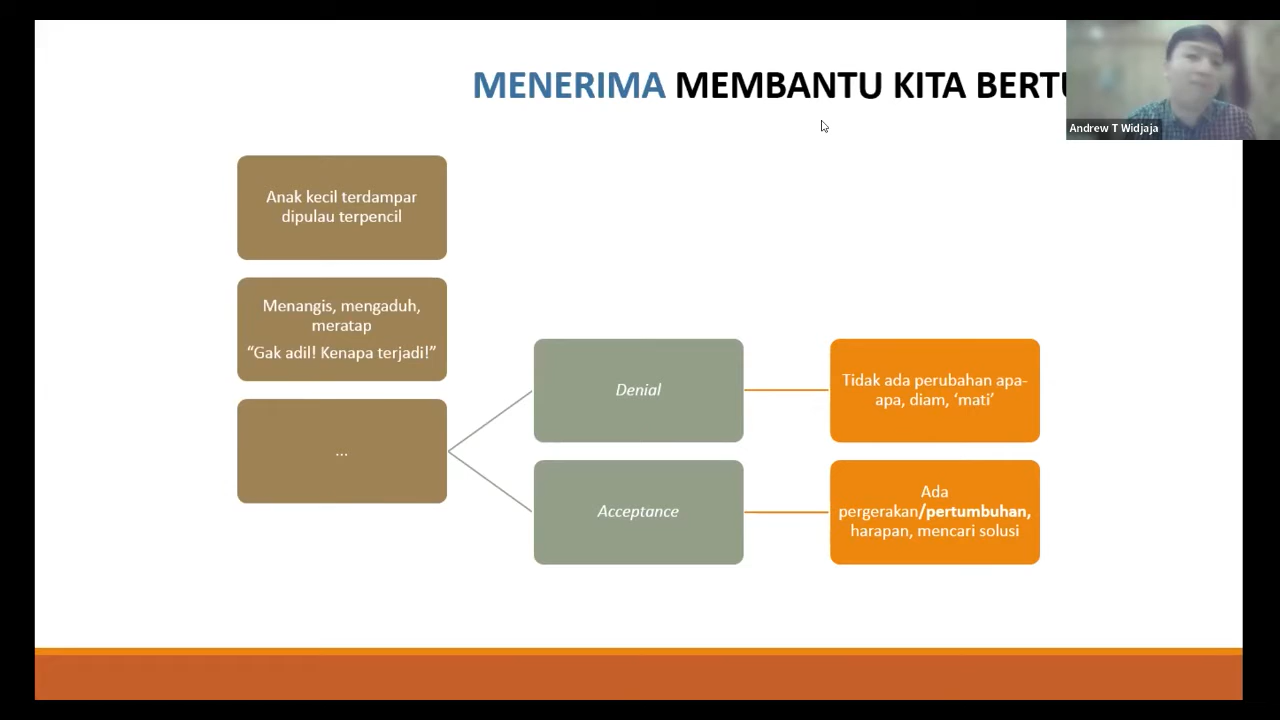 MENERIMA MEMBANTU KITA
Andrew T Widjaja
Anak kecil terdampar
dipulau terpencil
Menangis, mengaduh,
meratap
“Gak adil! Kenapa terjadi!”
...
Denial
Acceptance
Tidak ada perubahan apa-
apa, diam, ‘mati’
Ada
pergerakan/pertumbuhan,
harapan, mencari solusi